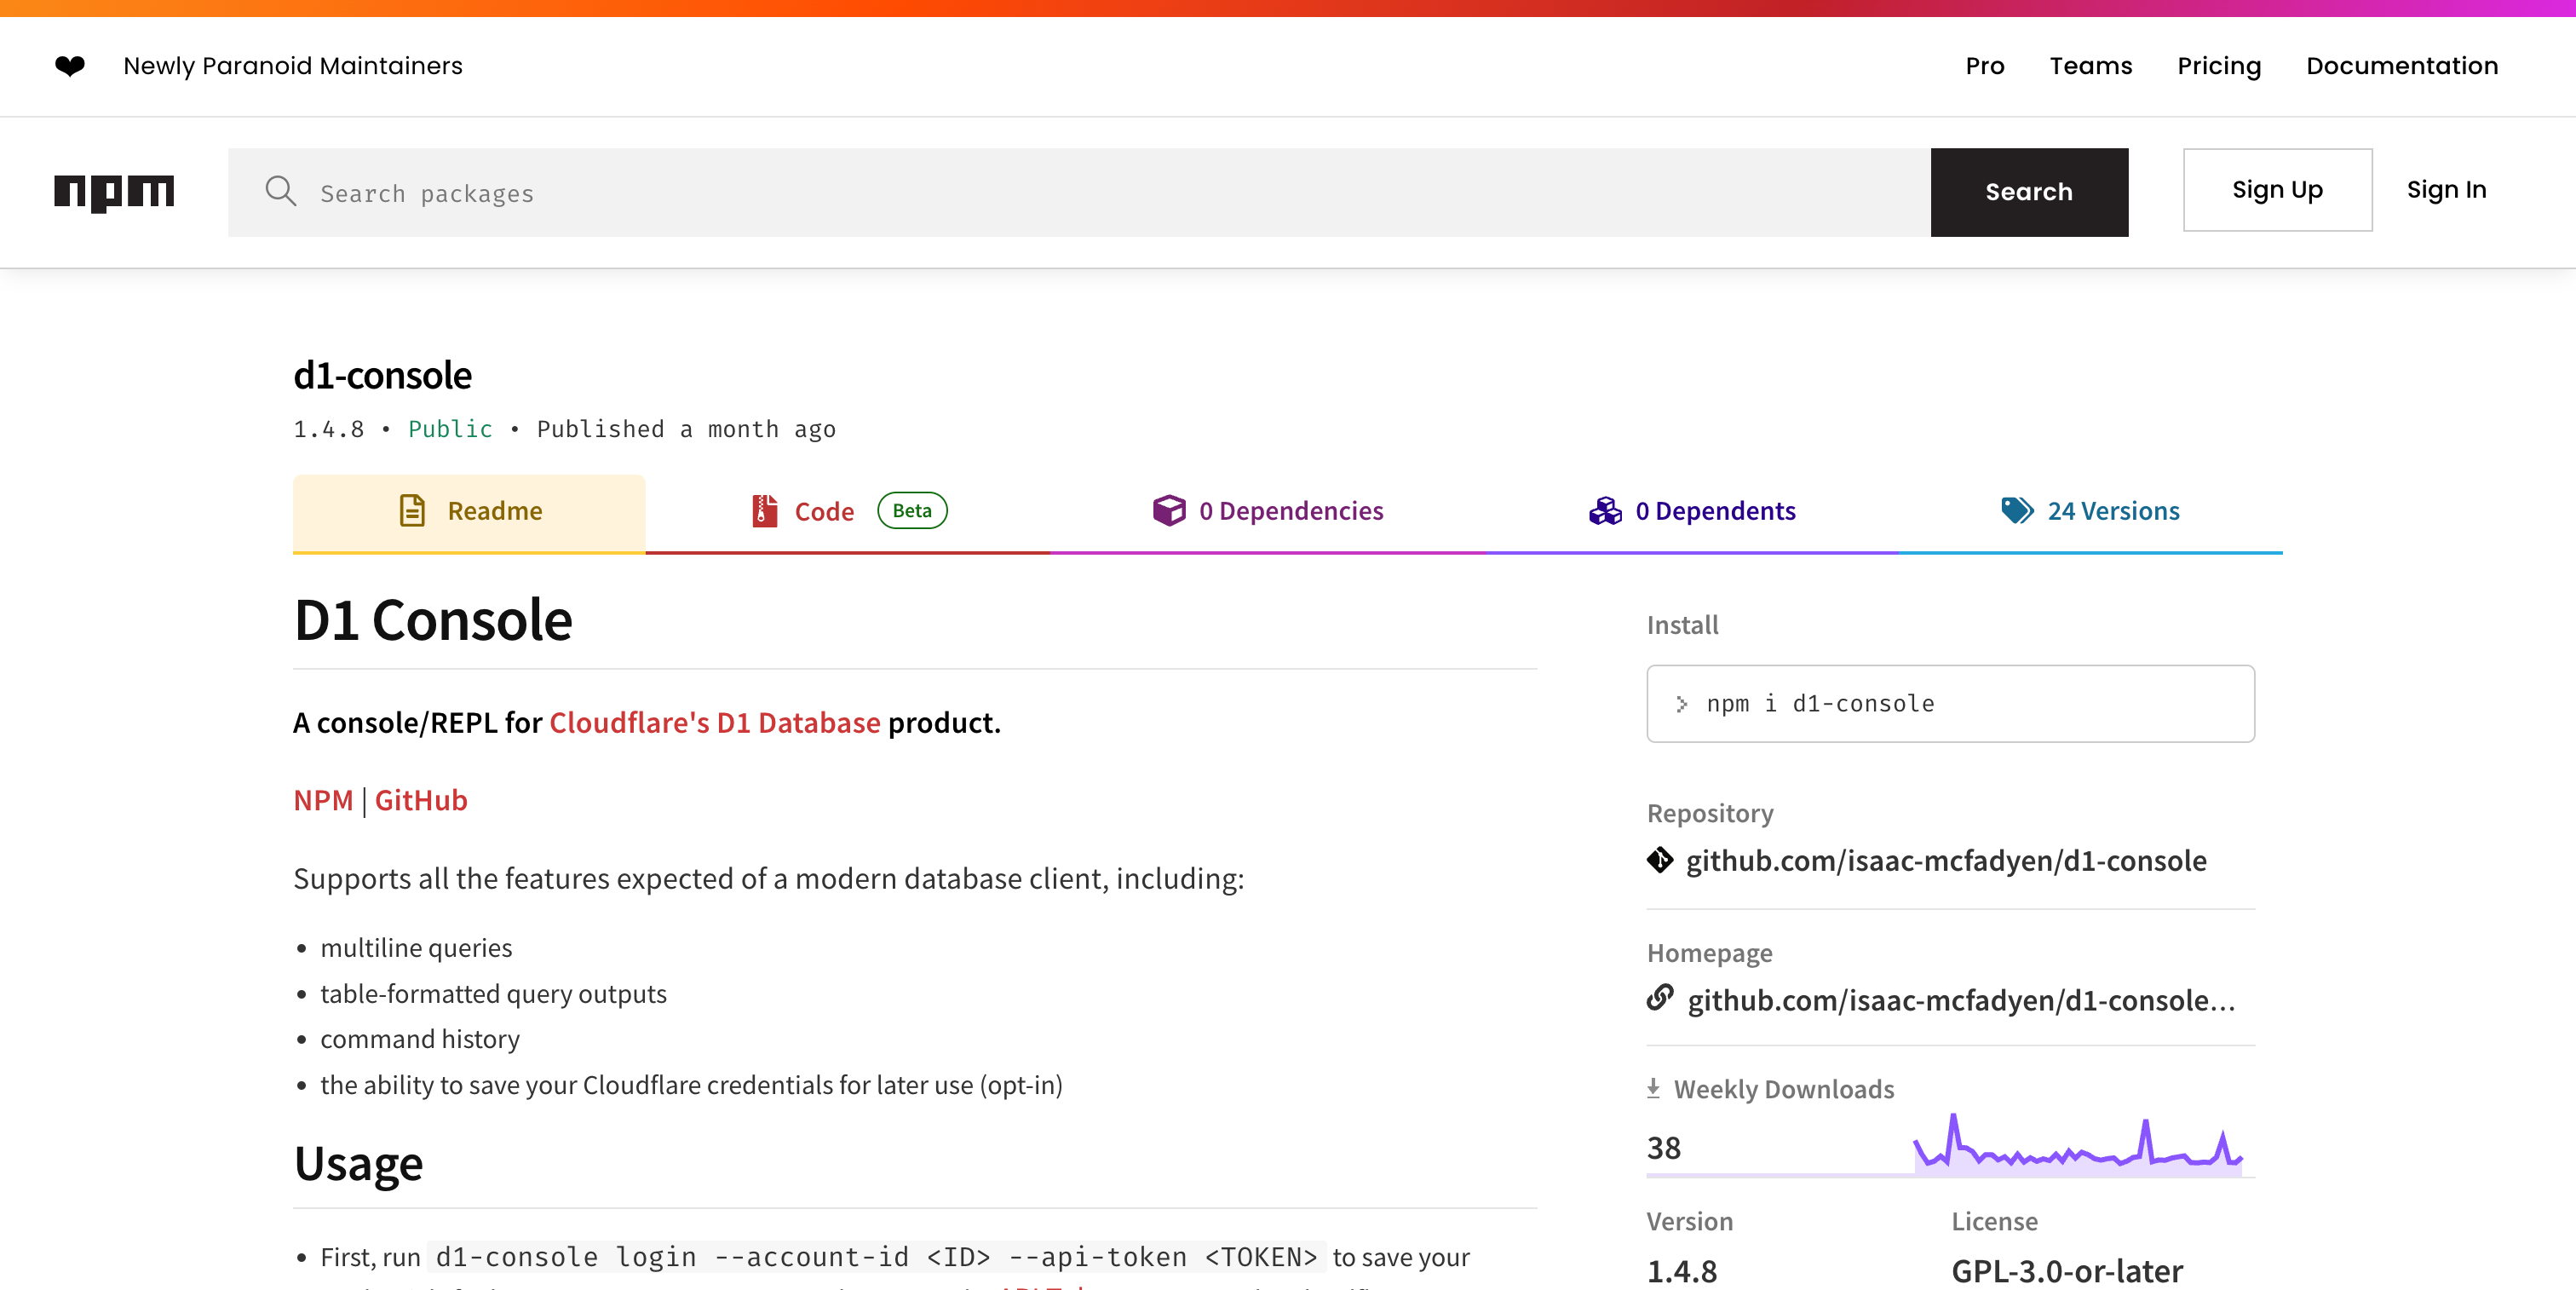 Newly Paranoid Maintainers
Pro Teams Pricing Documentation
npm
Search packages
Search
Sign Up
Sign In
d1-console
1.4.8 • Public • Published a month ago
Readme
Code Beta
0 Dependencies
0 Dependents
24 Versions
D1 Console
A console/REPL for Cloudflare's D1 Database product.
NPM | GitHub
Supports all the features expected of a modern database client, including:
• multiline queries
• table-formatted query outputs
• command history
• the ability to save your Cloudflare credentials for later use (opt-in)
Usage
• First, run d1-console login --account-id <ID> --api-token <TOKEN> to save your
Install
npm i d1-console
Repository
github.com/isaac-mcfadyen/d1-console
Homepage
github.com/isaac-mcfadyen/d1-console...
Weekly Downloads
38
Version
1.4.8
License
GPL-3.0-or-later